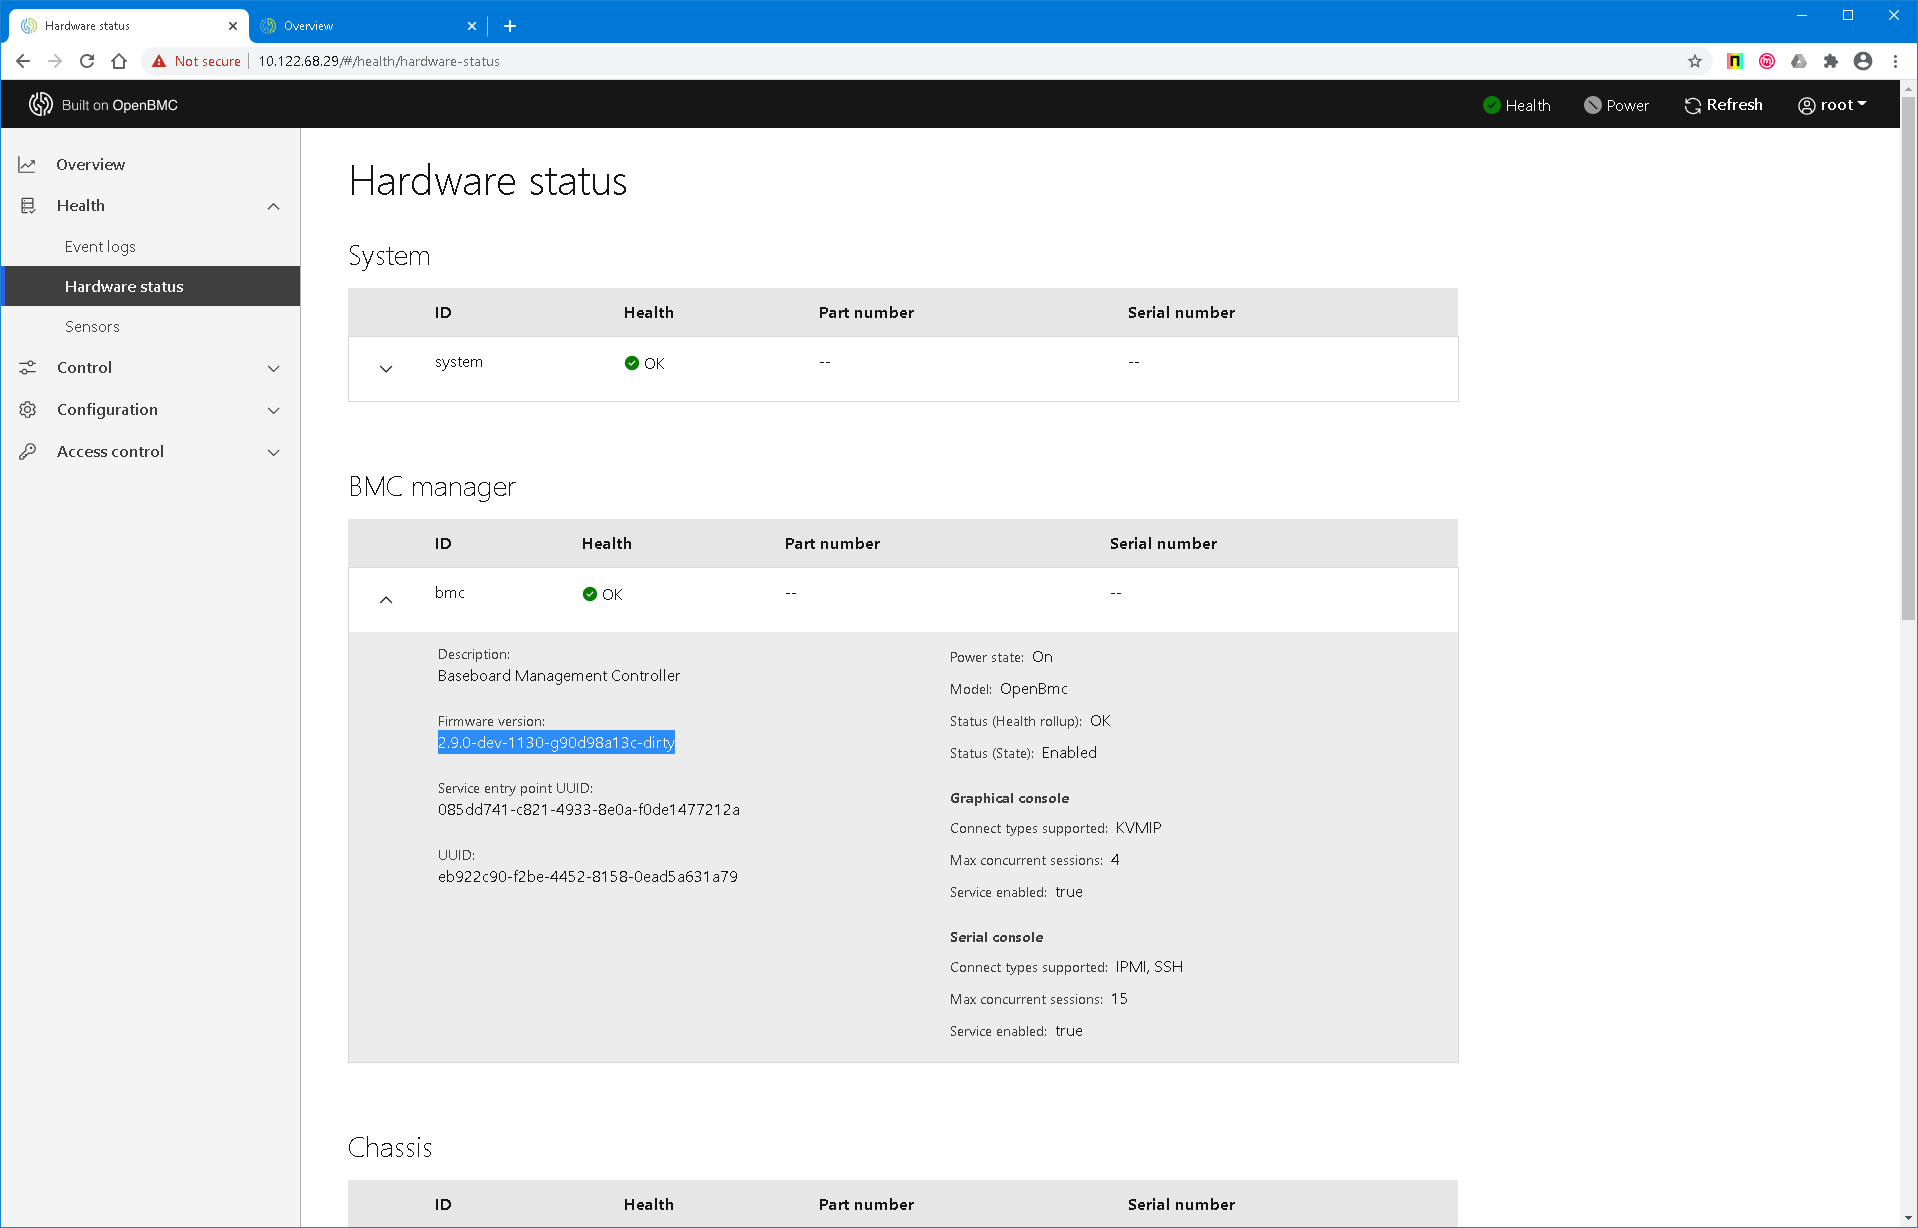 Hardware status
Overview
Not secure
10.122.68.29/#/health/hardware-status
Built on OpenBMC
Health
Power
Refresh
root
Overview
Health
Event logs
Hardware status
Sensors
Control
Configuration
Access control
Hardware status
System
ID Health Part number Serial number
system OK -- --
BMC manager
ID Health Part number Serial number
bmc OK -- --
Description:
Baseboard Management Controller
Firmware version:
2.9.0-dev-1130-g90d98a13c-dirty
Service entry point UUID:
085dd741-c821-4933-8e0a-f0de1477212a
UUID:
eb922c90-f2be-4452-8158-0ead5a631a79
Power state: On
Model: OpenBmc
Status (Health rollup): OK
Status (State): Enabled
Graphical console
Connect types supported: KVMIP
Max concurrent sessions: 4
Service enabled: true
Serial console
Connect types supported: IPMI, SSH
Max concurrent sessions: 15
Service enabled: true
Chassis
ID Health Part number Serial number